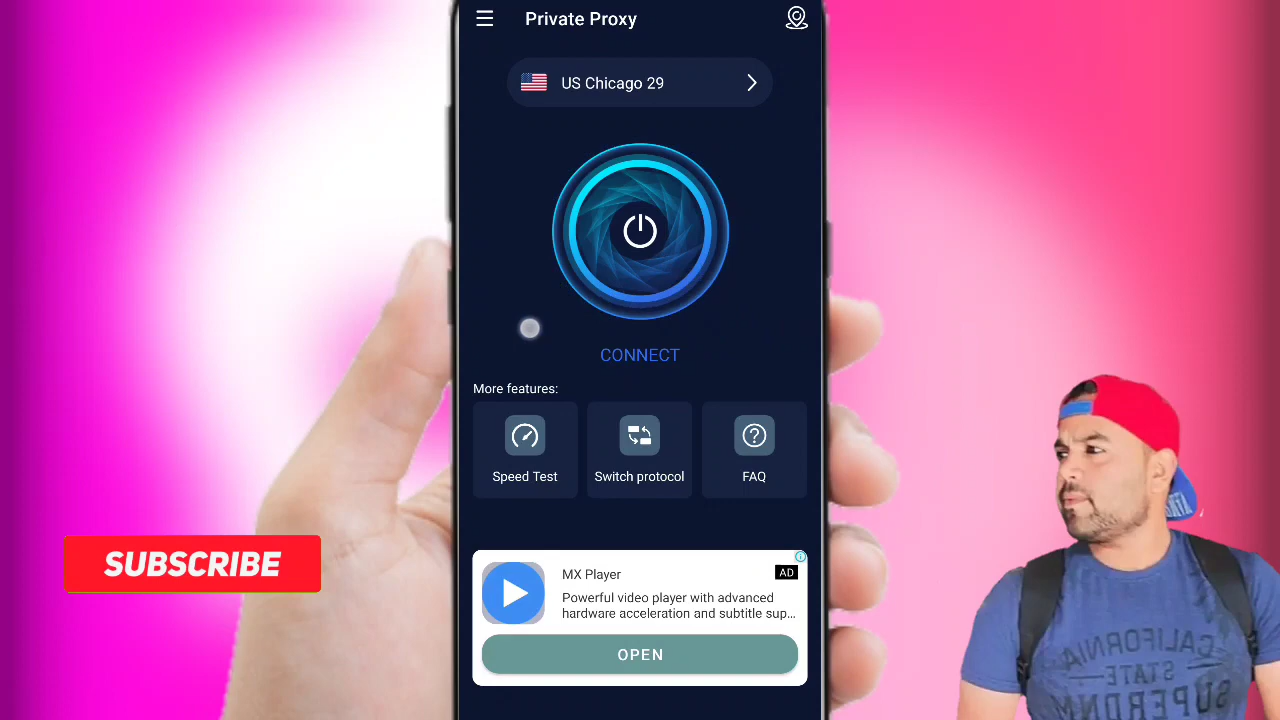 Private Proxy
US Chicago 29
CONNECT
More features:
Speed Test
Switch protocol
FAQ
SUBSCRIBE
MX Player
AD
Powerful video player with advanced
hardware acceleration and subtitle sup...
OPEN
CALIFORNIA
STATE
SUPERDRY